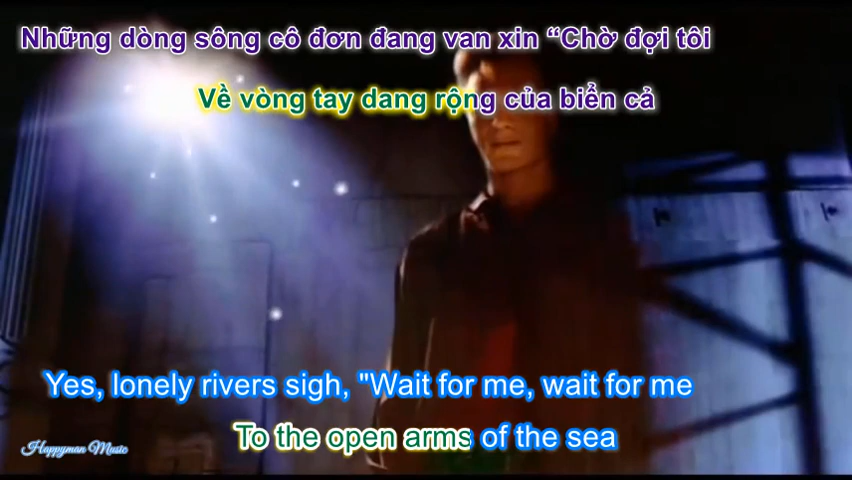 Những dòng sông cô đơn đang van xin “Chờ đợi tôi
Về vòng tay dang rộng của biển cả
Yes, lonely rivers sigh, "Wait for me, wait for me
To the open arms of the sea
Happyman Music